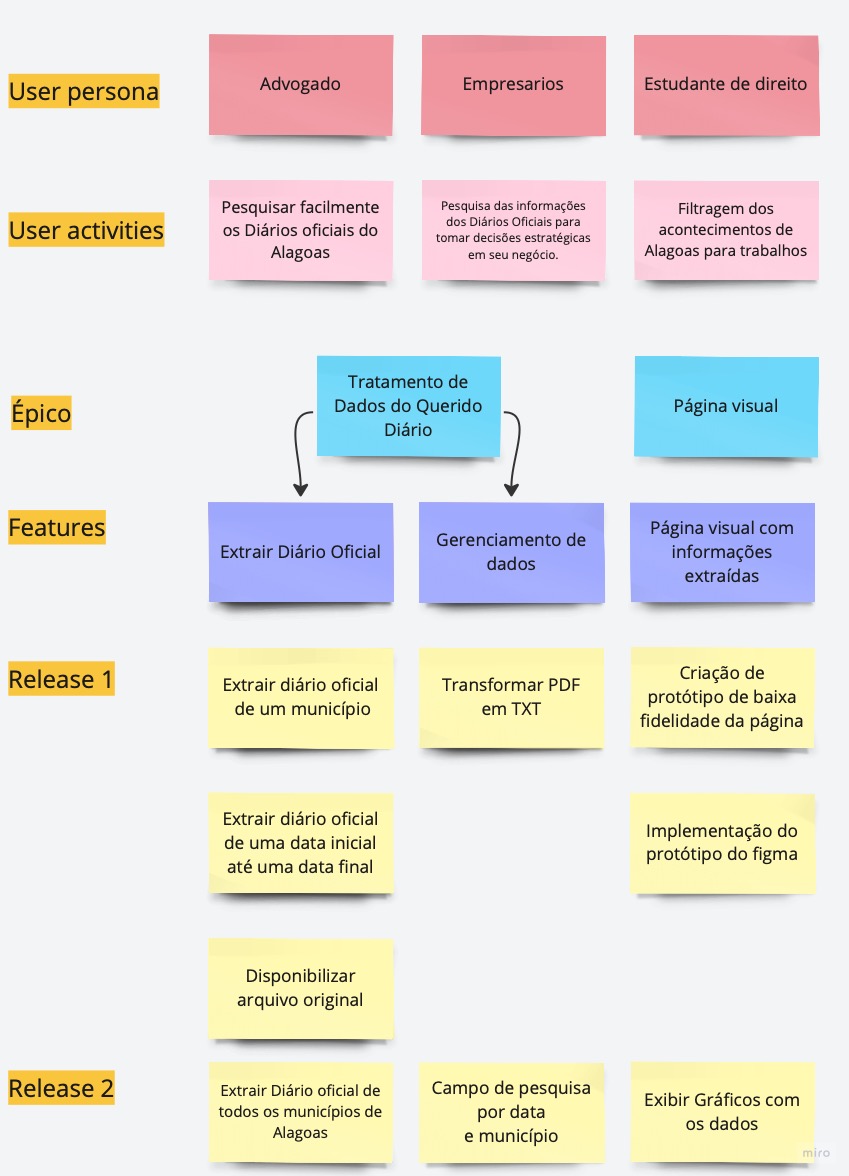 User persona
Advogado
Empresarios
Estudante de direito
User activities
Pesquisar facilmente
os Diários oficiais do
Alagoas
Pesquisa das informações
dos Diários Oficiais para
tomar decisões estratégicas
em seu negócio.
Filtragem dos
acontecimentos de
Alagoas para trabalhos
Épico
Tratamento de
Dados do Querido
Diário
Página visual
Features
Extrair Diário Oficial
Gerenciamento de
dados
Página visual com
informações
extraídas
Release 1
Extrair diário oficial
de um município
Transformar PDF
em TXT
Criação de
protótipo de baixa
fidelidade da página
Extrair diário oficial
de uma data inicial
até uma data final
Implementação do
protótipo do figma
Disponibilizar
arquivo original
Release 2
Extrair Diário oficial de
todos os municípios de
Alagoas
Campo de pesquisa
por data
e município
Exibir Gráficos com
os dados
miro